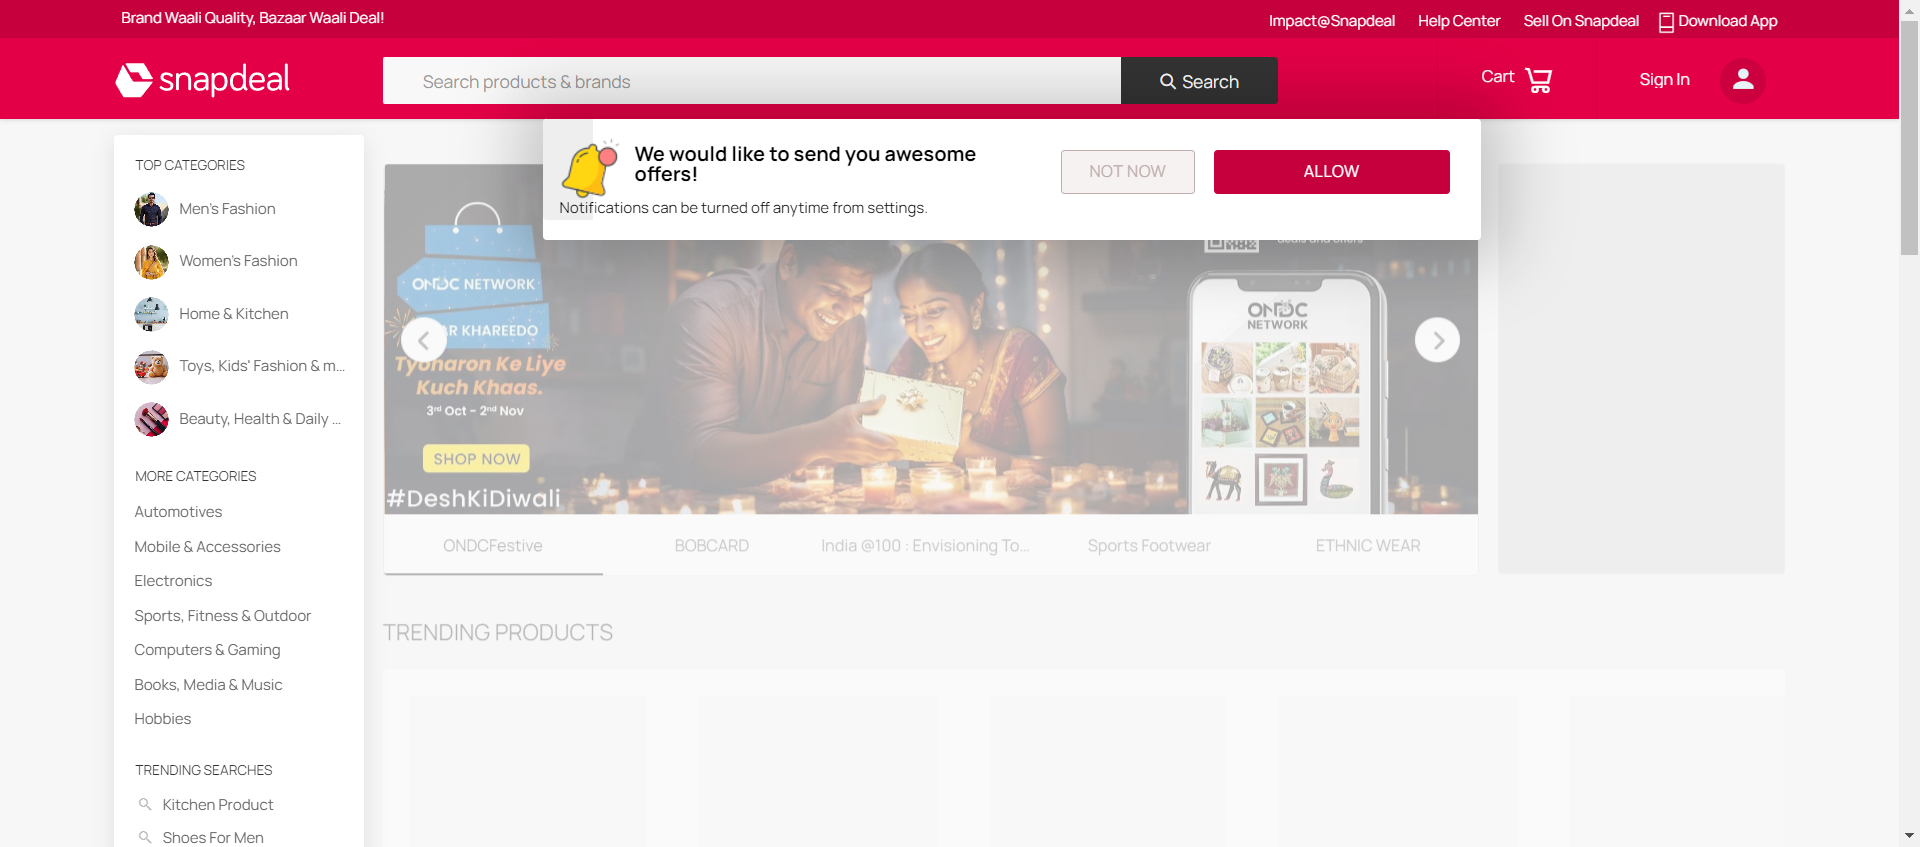 Brand Waali Quality, Bazaar Waali Deal!
Impact@Snapdeal
Help Center
Sell On Snapdeal
Download App
snapdeal
Search products & brands
Search
Cart
Sign In
We would like to send you awesome
offers!
Notifications can be turned off anytime from settings.
NOT NOW
ALLOW
TOP CATEGORIES
Men's Fashion
Women's Fashion
Home & Kitchen
Toys, Kids' Fashion & m...
Beauty, Health & Daily ...
MORE CATEGORIES
Automotives
Mobile & Accessories
Electronics
Sports, Fitness & Outdoor
Computers & Gaming
Books, Media & Music
Hobbies
TRENDING SEARCHES
Kitchen Product
Shoes For Men
deals and offers
ONDC NETWORK
KHAREEDO
Tyoharon Ke Liye
Kuch Khaas.
3rd Oct - 2nd Nov
SHOP NOW
#DeshKiDiwali
ONDC
NETWORK
ONDCFestive
BOBCARD
India @100 : Envisioning To...
Sports Footwear
ETHNIC WEAR
TRENDING PRODUCTS